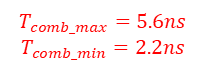 T_comb_max = 5.6ns
T_comb_min = 2.2ns